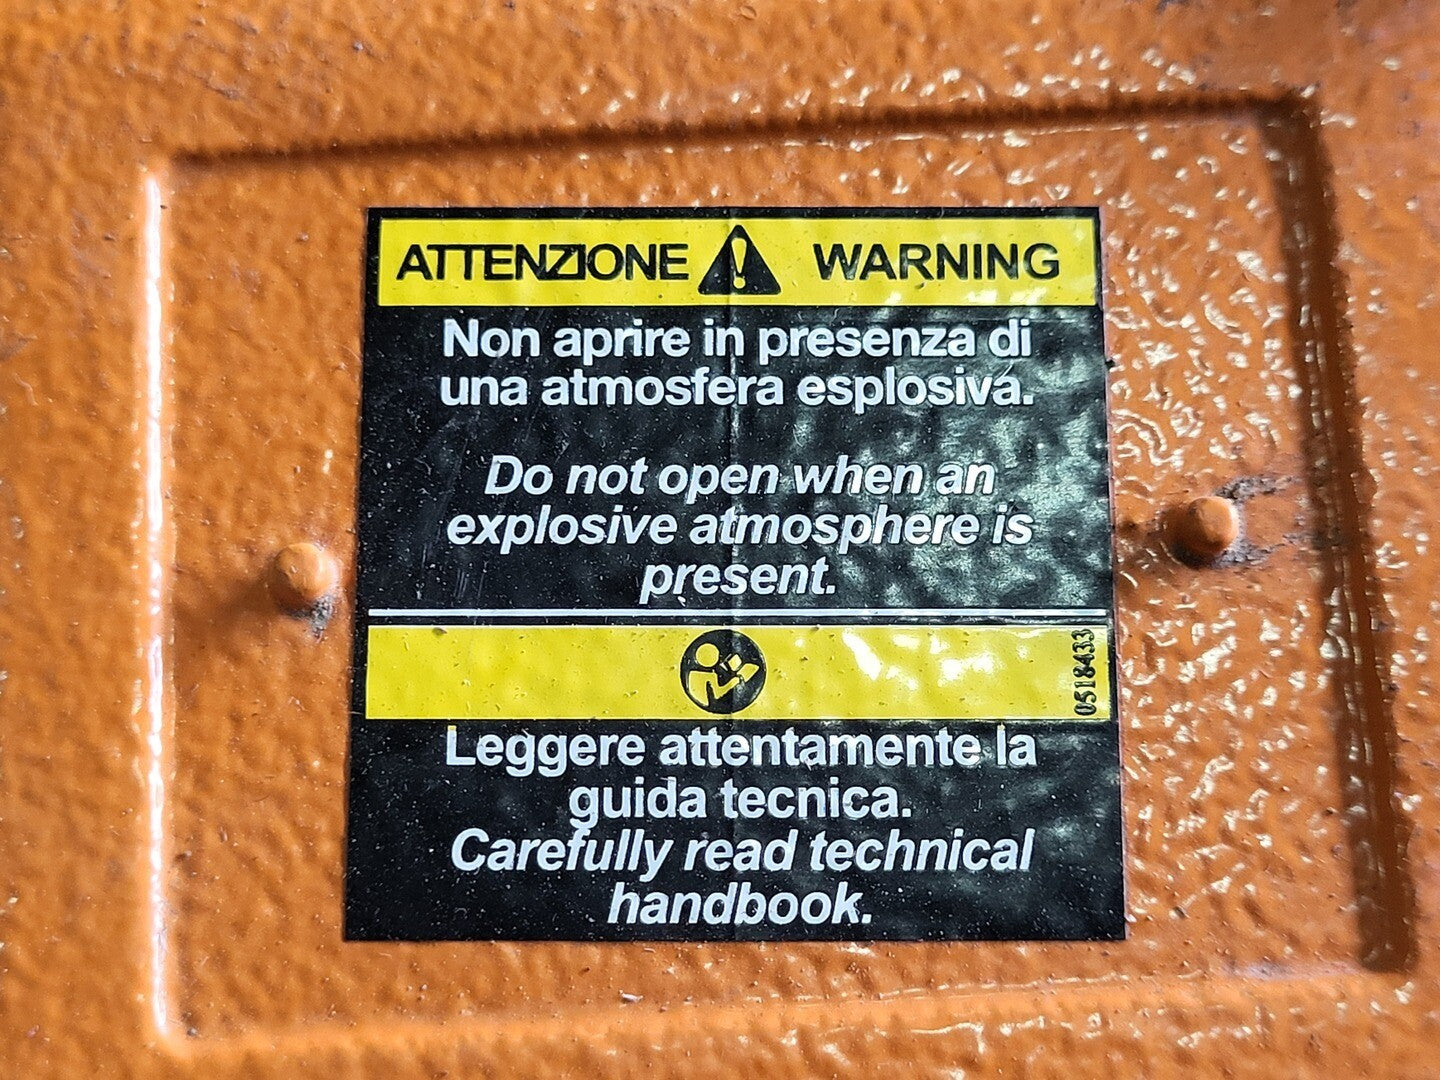 ATTENZIONE WARNING
Non aprire in presenza di
una atmosfera esplosiva.
Do not open when an
explosive atmosphere is
present.
0518433
Leggere attentamente la
guida tecnica.
Carefully read technical
handbook.